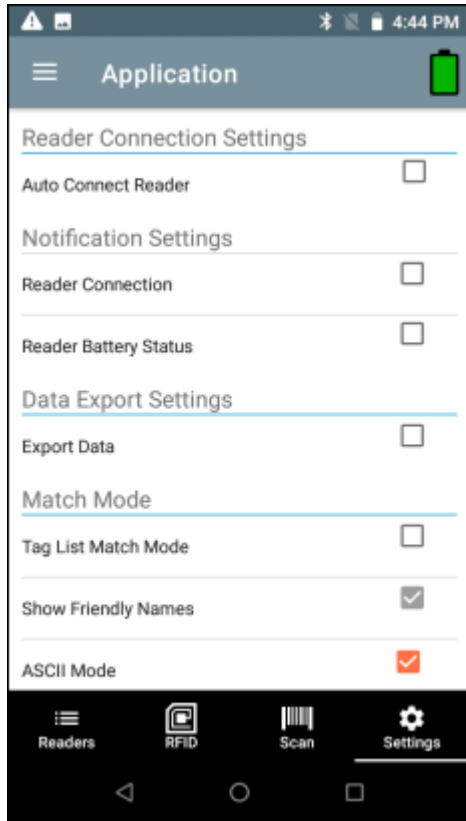 4:44 PM
Application
Reader Connection Settings
Auto Connect Reader
Notification Settings
Reader Connection
Reader Battery Status
Data Export Settings
Export Data
Match Mode
Tag List Match Mode
Show Friendly Names
ASCII Mode
Readers RFID Scan Settings